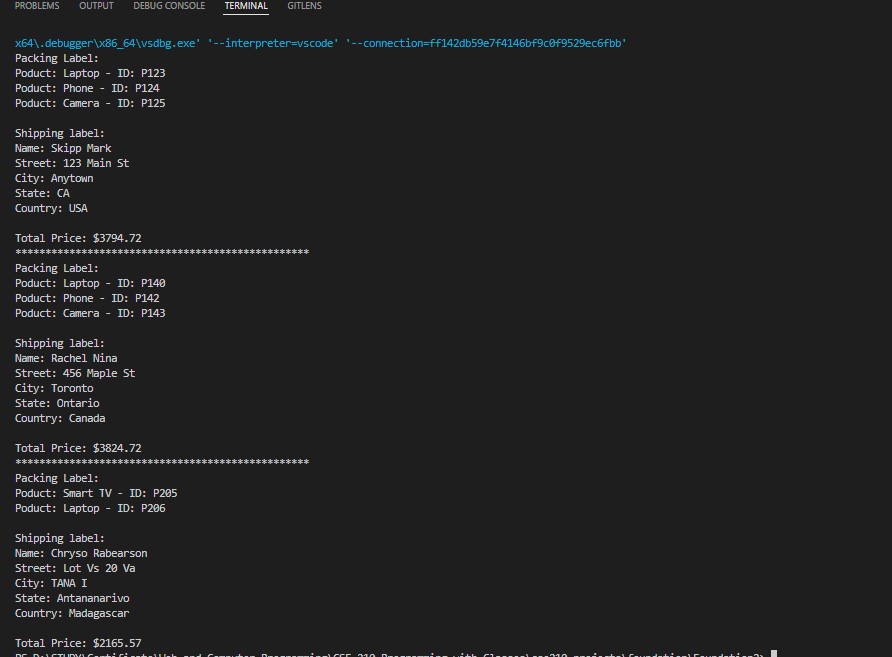 PROBLEMS OUTPUT DEBUG CONSOLE TERMINAL GITLENS
x64\.debugger\x86_64\vsdbg.exe' '--interpreter=vscode' '--connection=ff142db59e7f4146bf9c0f9529ec6fbb'
Packing Label:
Poduct: Laptop - ID: P123
Poduct: Phone - ID: P124
Poduct: Camera - ID: P125
Shipping label:
Name: Skipp Mark
Street: 123 Main St
City: Anytown
State: CA
Country: USA
Total Price: $3794.72
*************************************************
Packing Label:
Poduct: Laptop - ID: P140
Poduct: Phone - ID: P142
Poduct: Camera - ID: P143
Shipping label:
Name: Rachel Nina
Street: 456 Maple St
City: Toronto
State: Ontario
Country: Canada
Total Price: $3824.72
*************************************************
Packing Label:
Poduct: Smart TV - ID: P205
Poduct: Laptop - ID: P206
Shipping label:
Name: Chryso Rabearson
Street: Lot Vs 20 Va
City: TANA I
State: Antananarivo
Country: Madagascar
Total Price: $2165.57